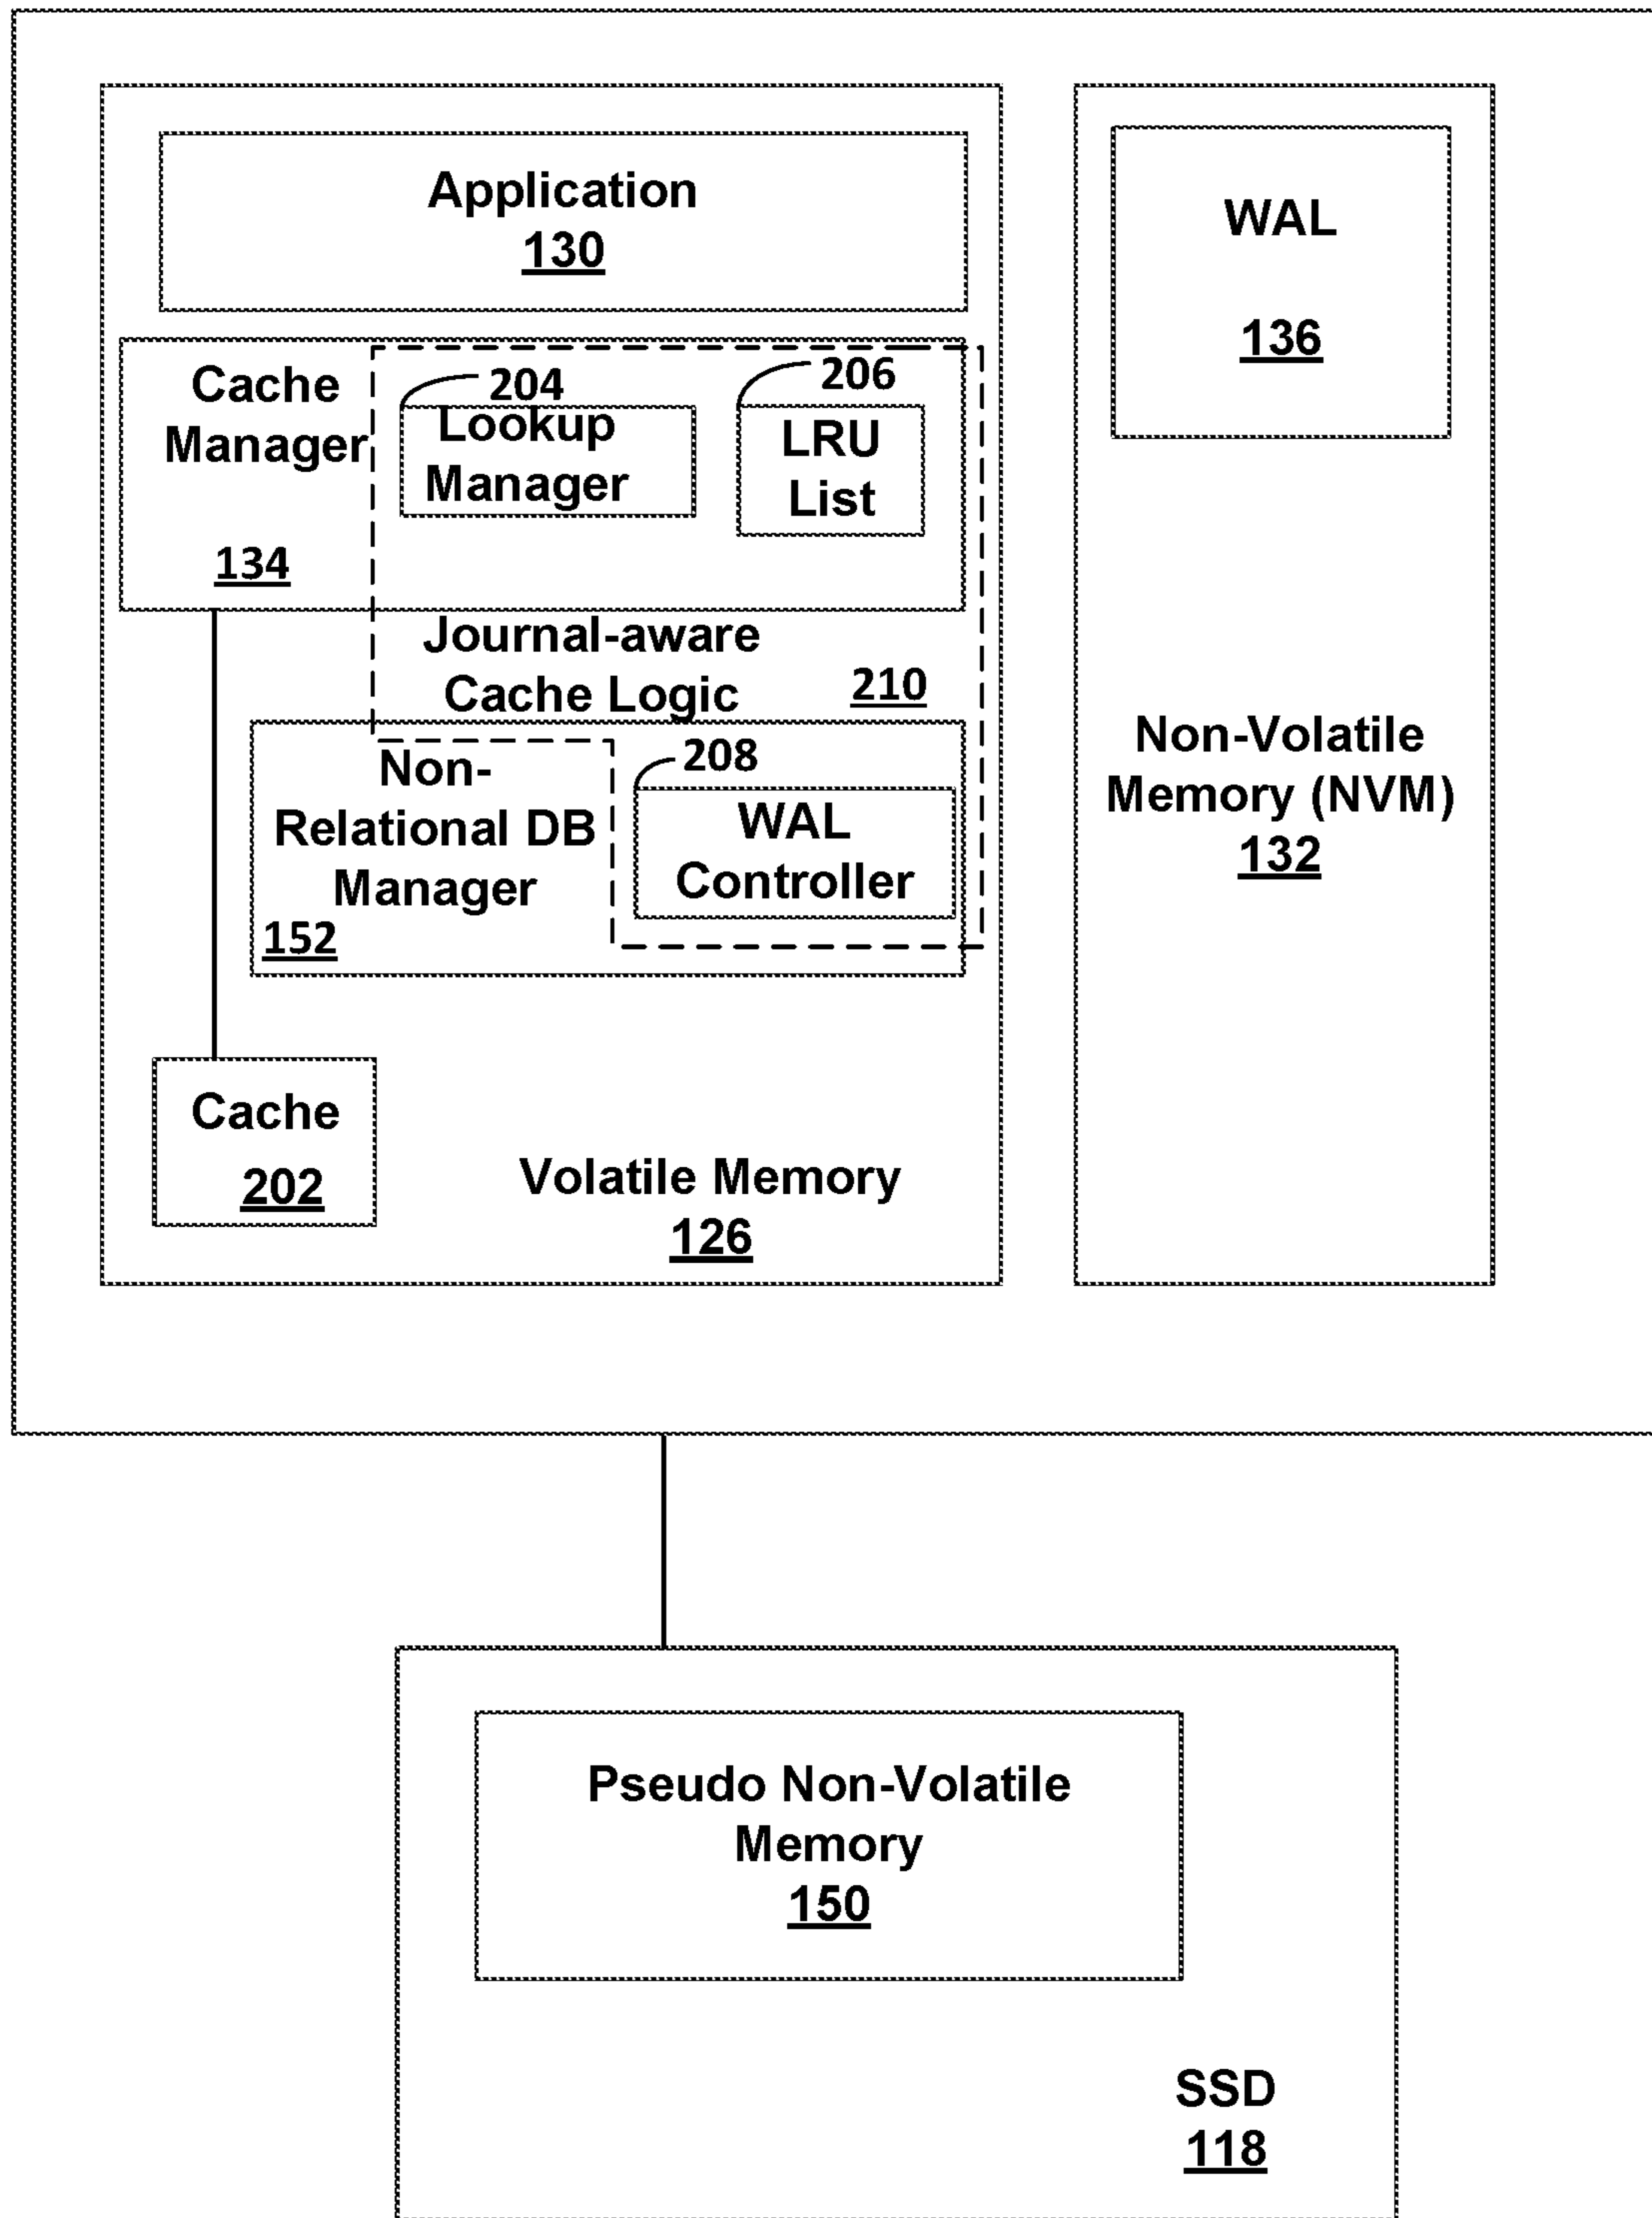 Application
130
Cache
Manager
134
204
Lookup
Manager
206
LRU
List
Journal-aware
Cache Logic
210
Non-
Relational DB
Manager
152
208
WAL
Controller
Cache
202
Volatile Memory
126
WAL
136
Non-Volatile
Memory (NVM)
132
Pseudo Non-Volatile
Memory
150
SSD
118